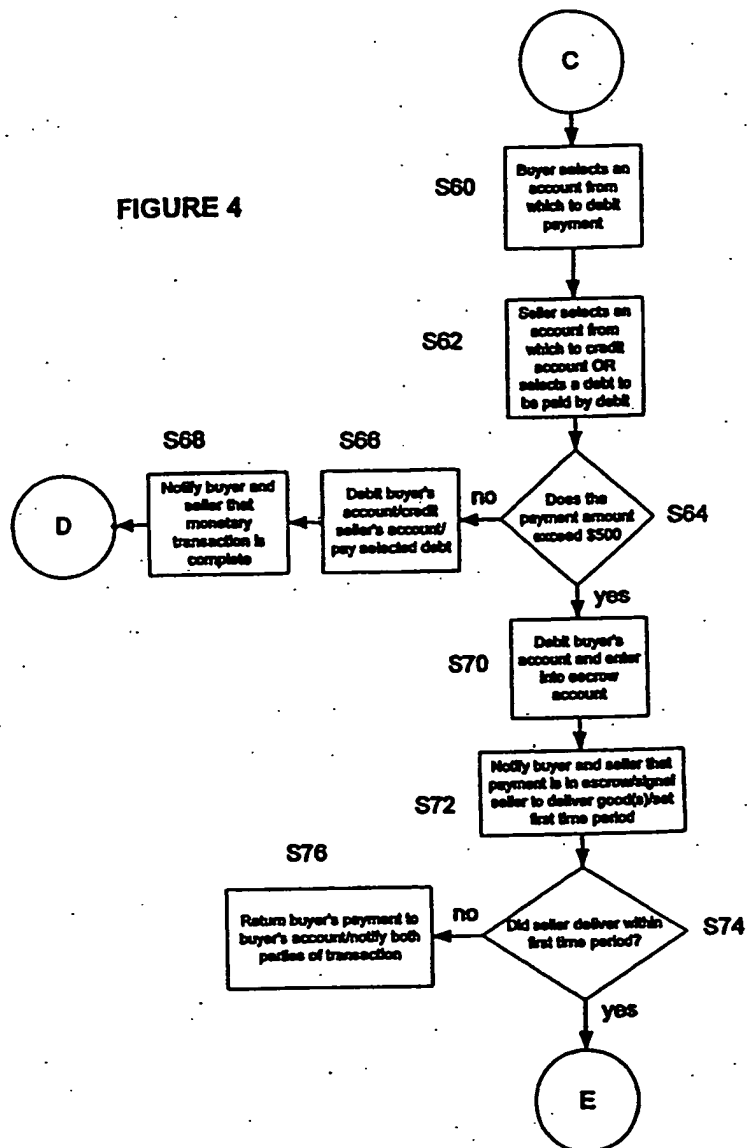 C
FIGURE 4
S60
Buyer selects an
account from
which to debit
payment
S62
Seller selects an
account from
which to credit
account OR
selects a debt to
be paid by debit
S68
S66
D
Notify buyer and
seller that
monetary
transaction is
complete
Debit buyer's
account/credit
seller's account/
pay selected debt
no
Does the
payment amount
exceed $500
S64
yes
S70
Debit buyer's
account and enter
into escrow
account
S72
Notify buyer and seller that
payment is in escrow/signal
seller to deliver good(s)/set
first time period
S76
Return buyer's payment to
buyer's account/notify both
parties of transaction
no
Did seller deliver within
first time period?
S74
yes
E